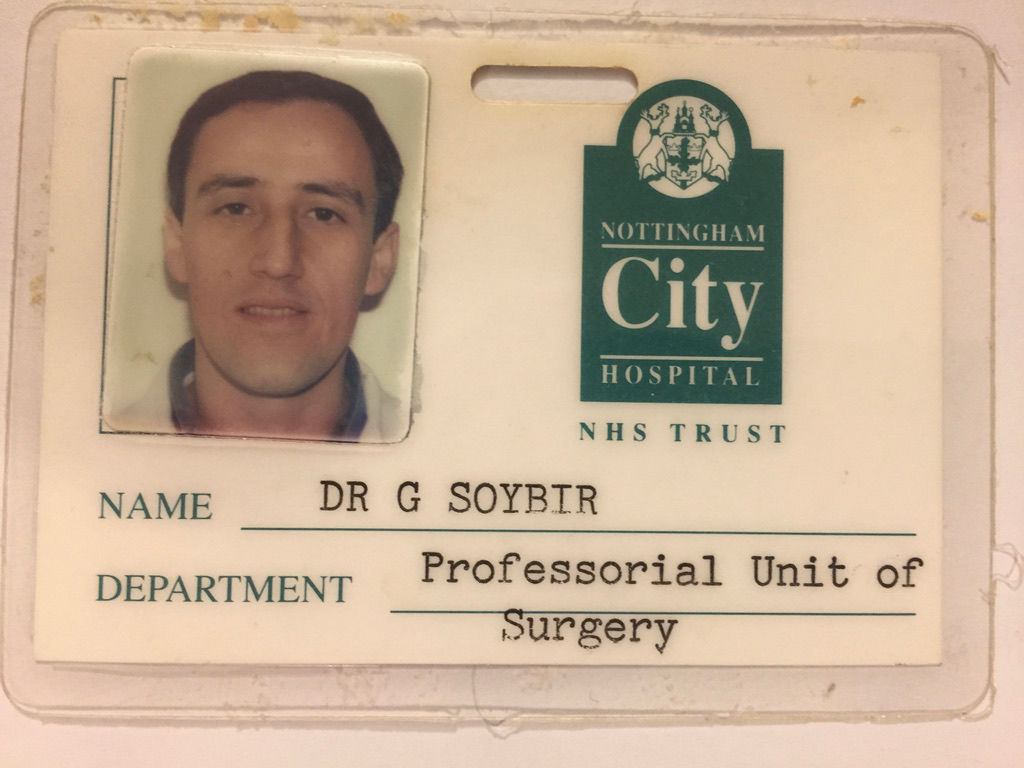 NOTTINGHAM
City
HOSPITAL
NHS TRUST
NAME DR G SOYBIR
DEPARTMENT Professorial Unit of
Surgery